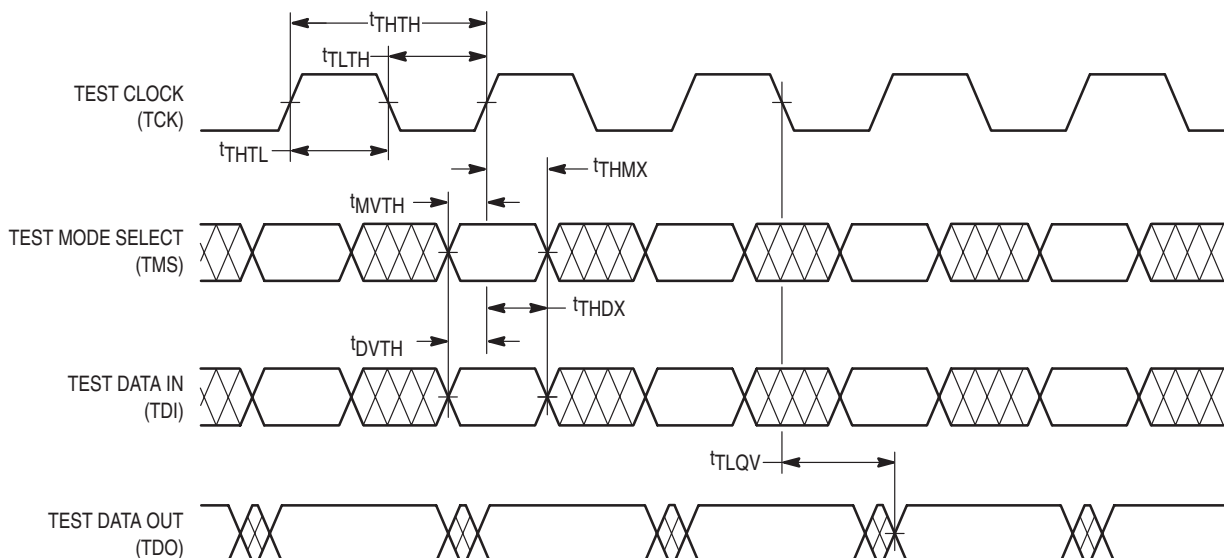 tTHTH
tTLTH
TEST CLOCK
(TCK)
tTHTL
tTHMX
tMVTH
TEST MODE SELECT
(TMS)
tTHDX
tDVTH
TEST DATA IN
(TDI)
tTLQV
TEST DATA OUT
(TDO)